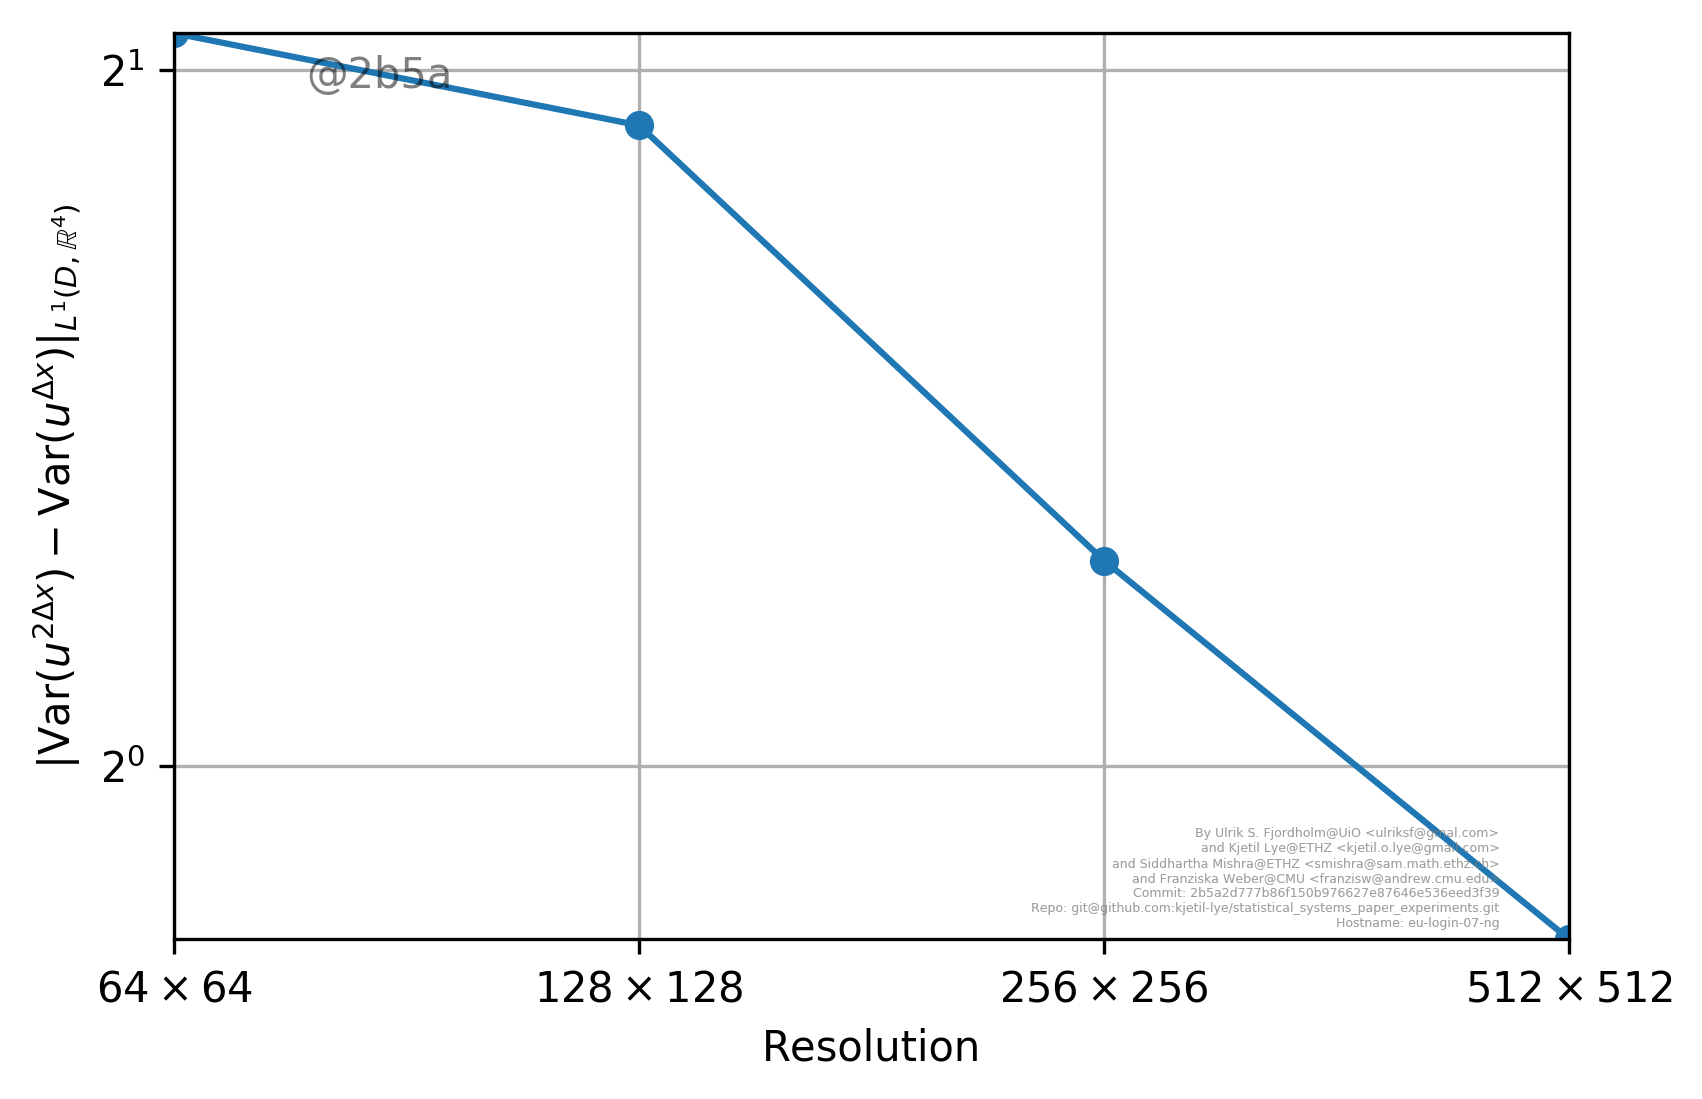 @2b5a
2^1
|Var(u^{2Δx}) − Var(u^{Δx})|_{L^1(D, ℝ^4)}
2^0
By Ulrik S. Fjordholm@UiO <ulriksf@gmal.com>
and Kjetil Lye@ETHZ <kjetil.o.lye@gmail.com>
and Siddhartha Mishra@ETHZ <smishra@sam.math.ethz.ch>
and Franziska Weber@CMU <franzisw@andrew.cmu.edu>
Commit: 2b5a2d777b86f150b976627e87646e536eed3f39
Repo: git@github.com:kjetil-lye/statistical_systems_paper_experiments.git
Hostname: eu-login-07-ng
64 × 64 128 × 128 256 × 256 512 × 512
Resolution